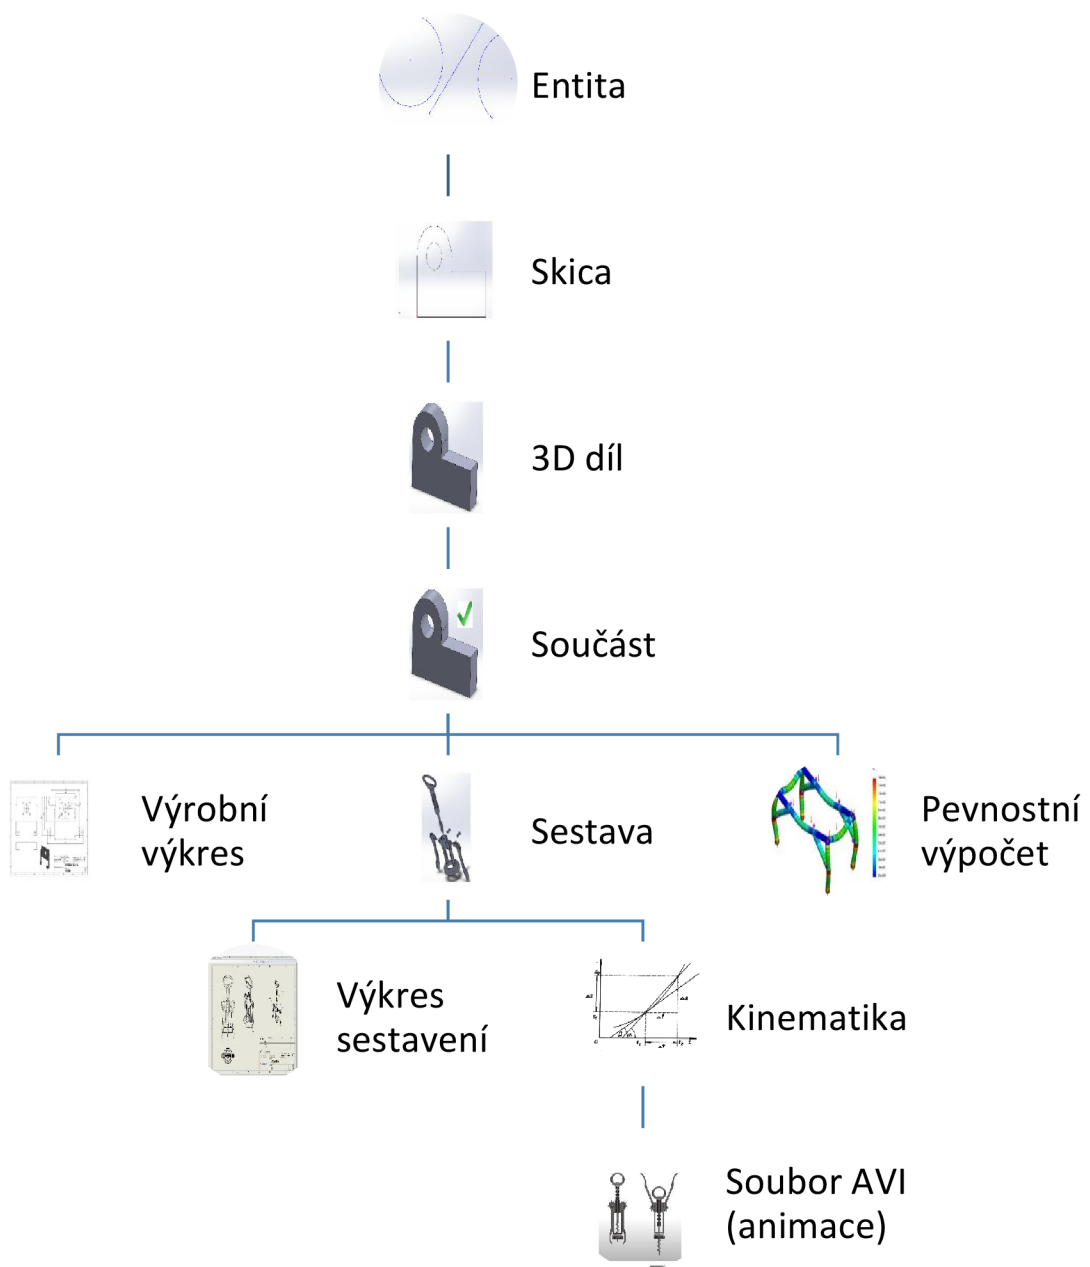 Entita
Skica
3D díl
Součást
Výrobní
výkres
Sestava
Pevnostní
výpočet
Výkres
sestavení
Kinematika
Soubor AVI
(animace)